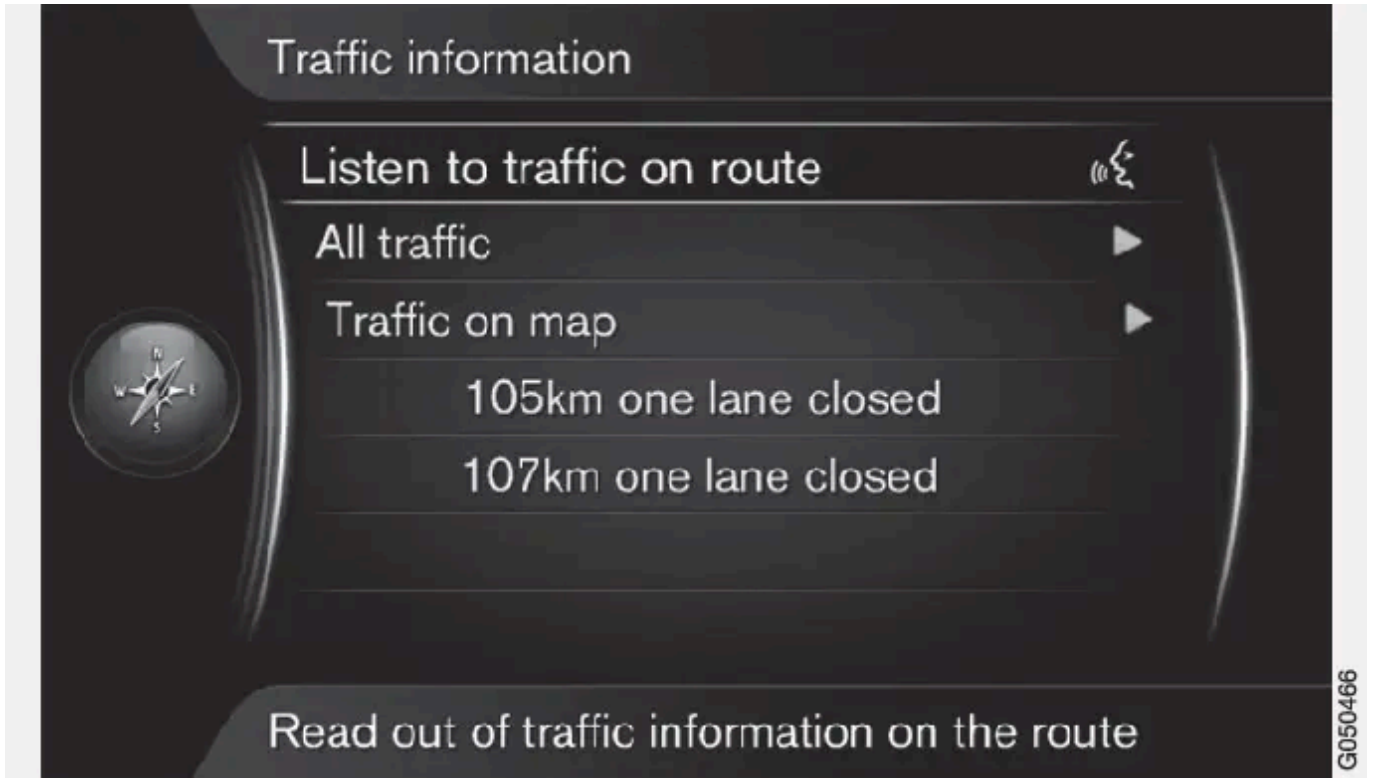 Traffic information
Listen to traffic on route
All traffic
Traffic on map
105km one lane closed
107km one lane closed
N
W E
S
Read out of traffic information on the route
G050466